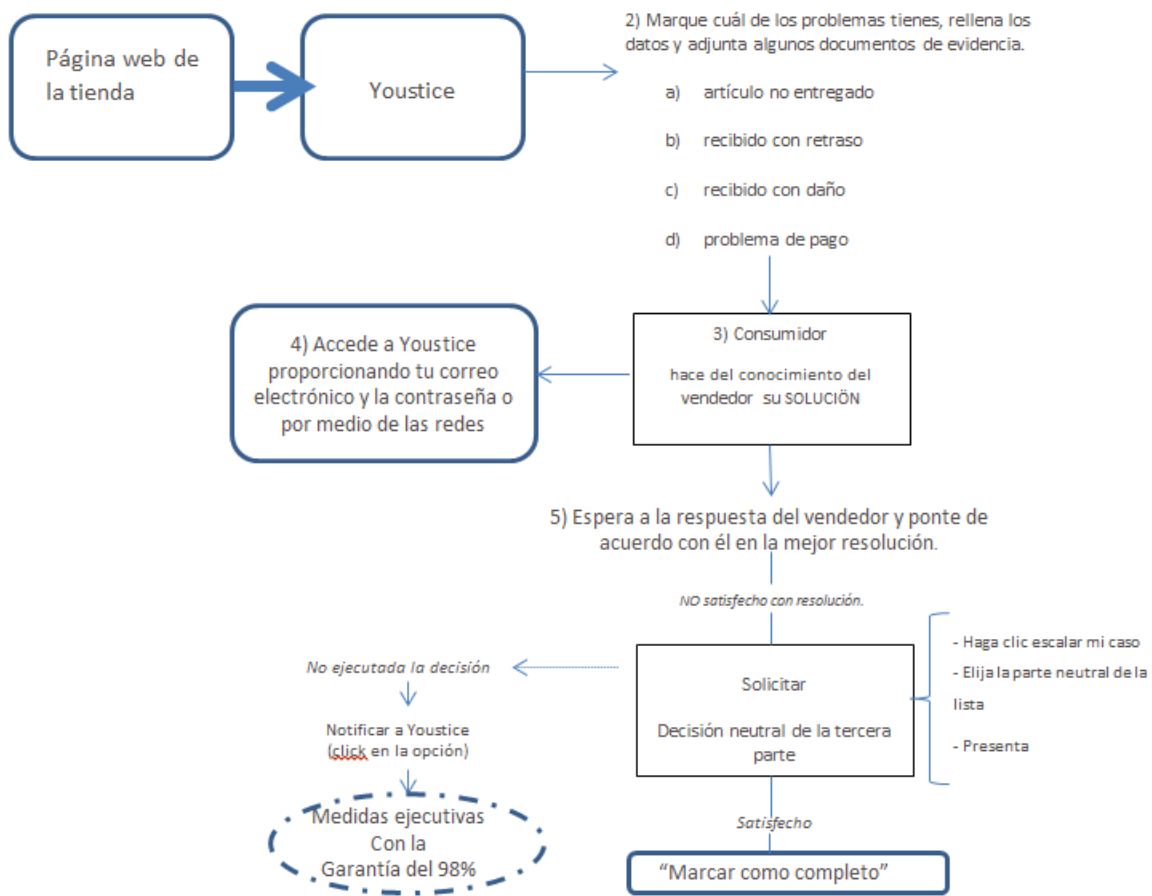 Página web de
la tienda
Youstice
2) Marque cuál de los problemas tienes, rellena los
datos y adjunta algunos documentos de evidencia.
a) artículo no entregado
b) recibido con retraso
c) recibido con daño
d) problema de pago
3) Consumidor
hace del conocimiento del
vendedor su SOLUCIÖN
4) Accede a Youstice
proporcionando tu correo
electrónico y la contraseña o
por medio de las redes
5) Espera a la respuesta del vendedor y ponte de
acuerdo con él en la mejor resolución.
NO satisfecho con resolución.
Solicitar
Decisión neutral de la tercera
parte
- Haga clic escalar mi caso
- Elija la parte neutral de la
lista
- Presenta
No ejecutada la decisión
Notificar a Youstice
(click en la opción)
Medidas ejecutivas
Con la
Garantía del 98%
Satisfecho
“Marcar como completo”